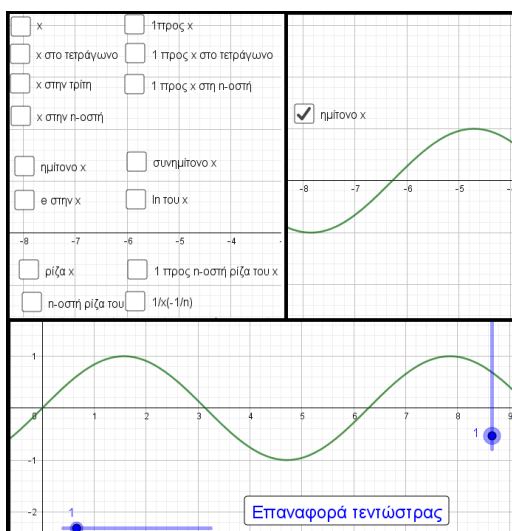 x
1προς x
x στο τετράγωνο
1 προς x στο τετράγωνο
x στην τρίτη
1 προς x στη n-οστή
x στην n-οστή
ημίτονο x
συνημίτονο x
e στην x
ln του x
-8 -7 -6 -5 -4
ρίζα x
1 προς n-οστή ρίζα του x
n-οστή ρίζα του
1/x(-1/n)
ημίτονο x
-8 -7 -6 -5
1
0 1 2 3 4 5 6 7 8 9
1
-1
-2
1
Επαναφορά τεντώστρας